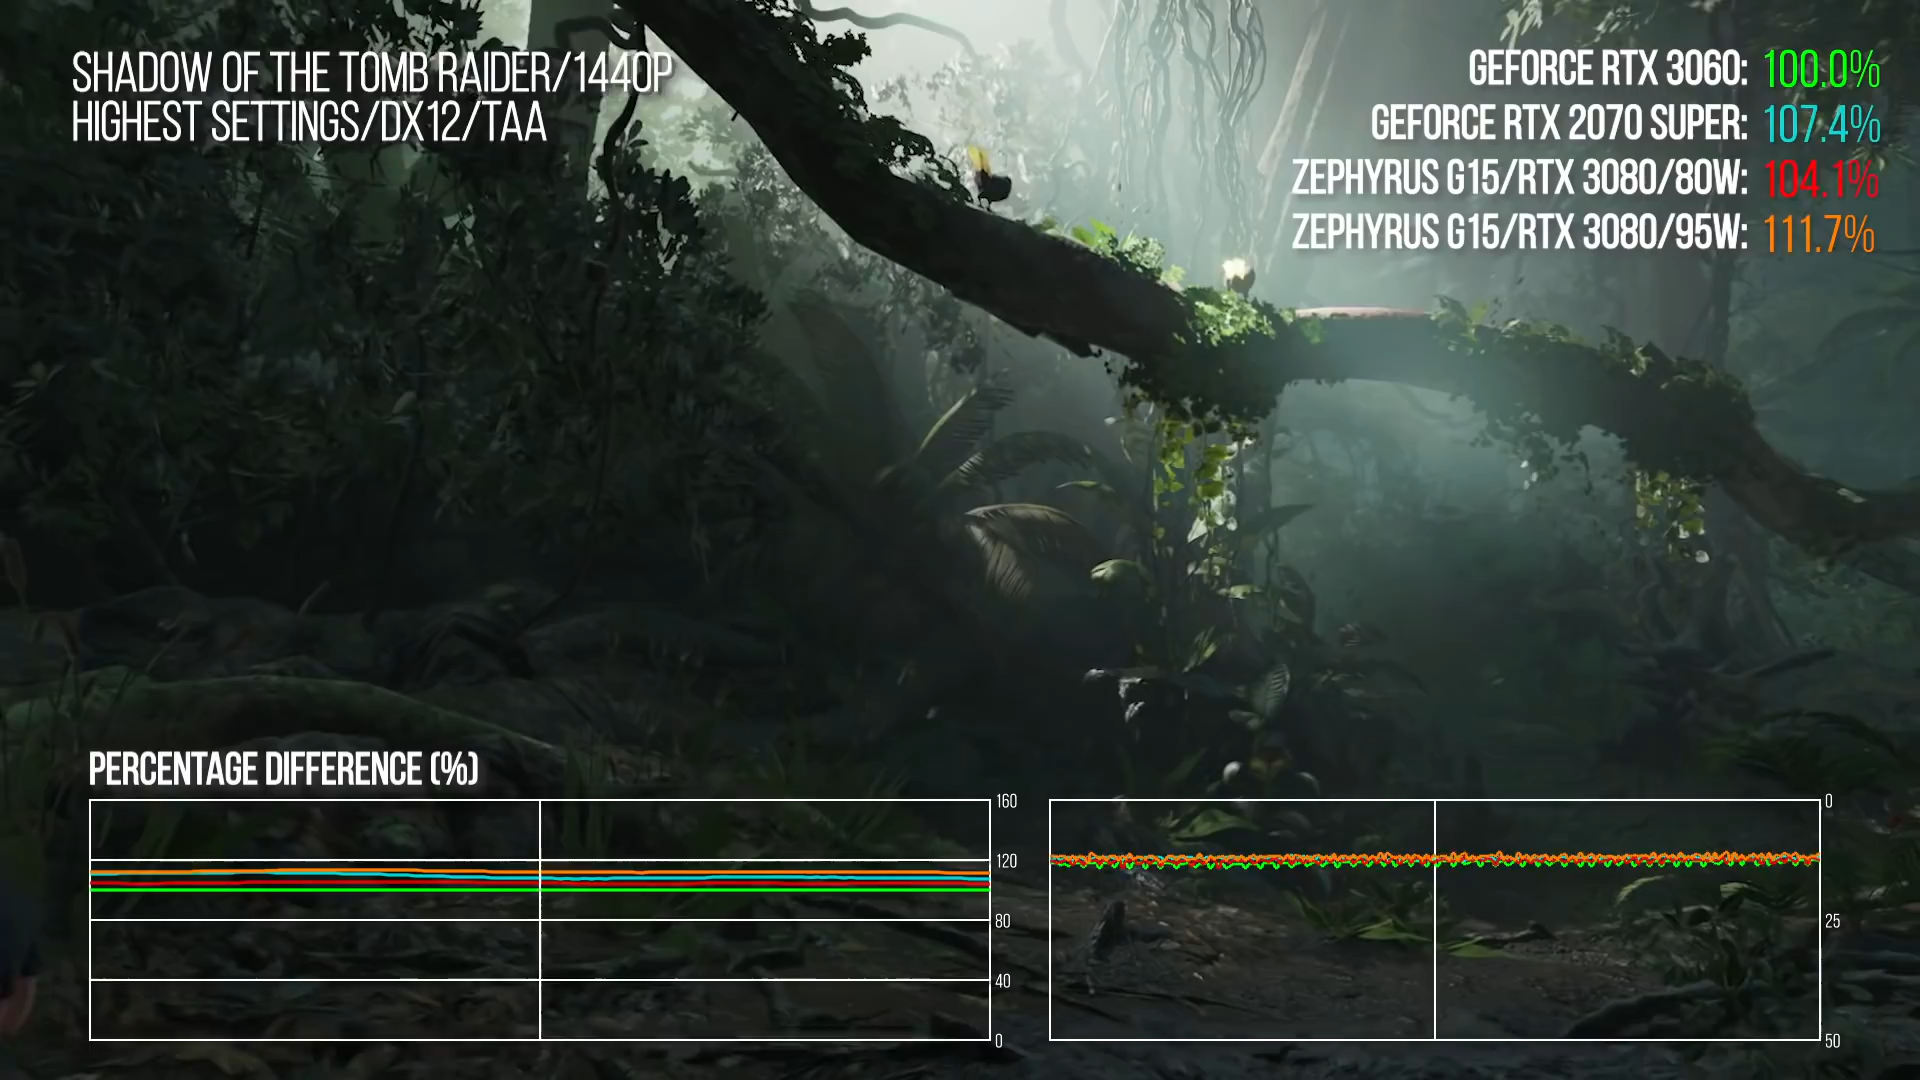 SHADOW OF THE TOMB RAIDER/1440P
HIGHEST SETTINGS/DX12/TAA
GEFORCE RTX 3060: 100.0%
GEFORCE RTX 2070 SUPER: 107.4%
ZEPHYRUS G15/RTX 3080/80W: 104.1%
ZEPHYRUS G15/RTX 3080/95W: 111.7%
PERCENTAGE DIFFERENCE (%)
160
120
80
40
0
0
25
50